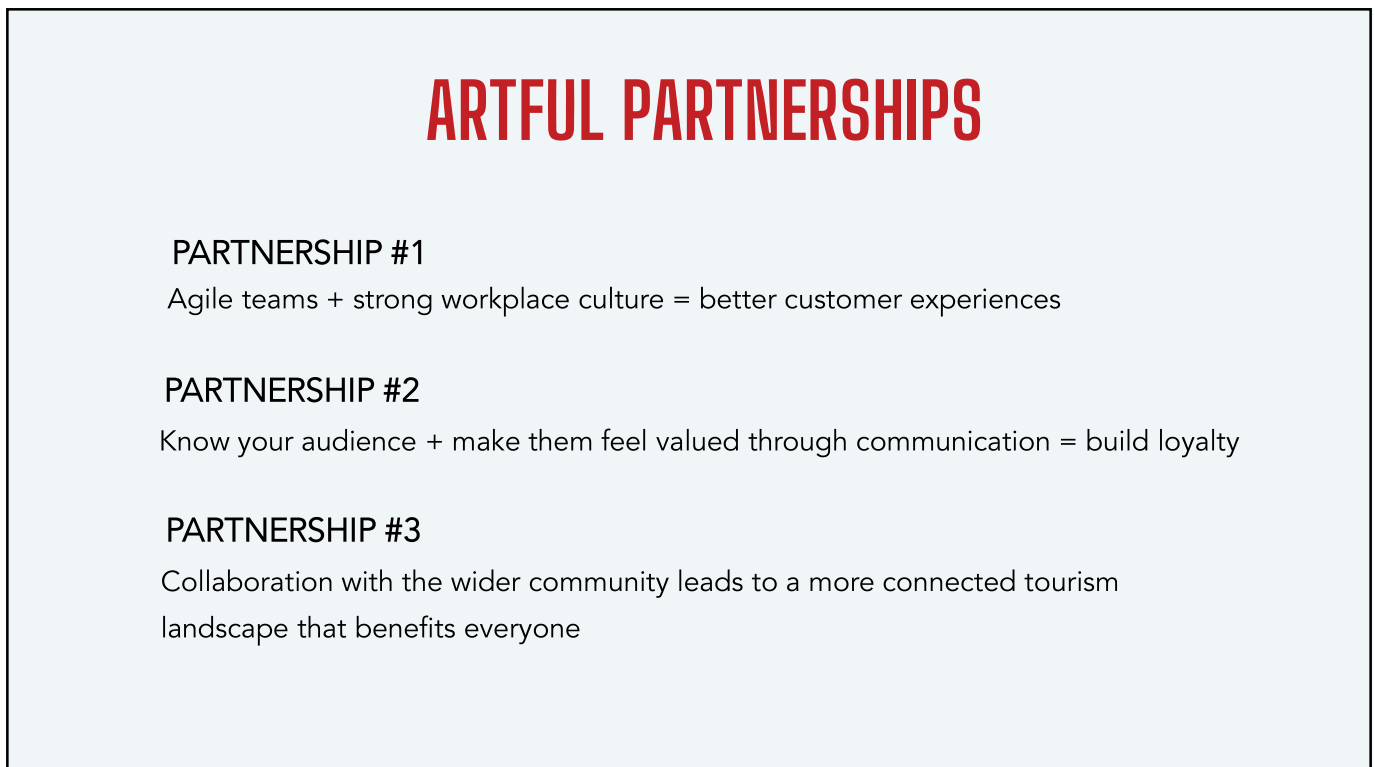 ARTFUL PARTNERSHIPS
PARTNERSHIP #1
Agile teams + strong workplace culture = better customer experiences
PARTNERSHIP #2
Know your audience + make them feel valued through communication = build loyalty
PARTNERSHIP #3
Collaboration with the wider community leads to a more connected tourism
landscape that benefits everyone